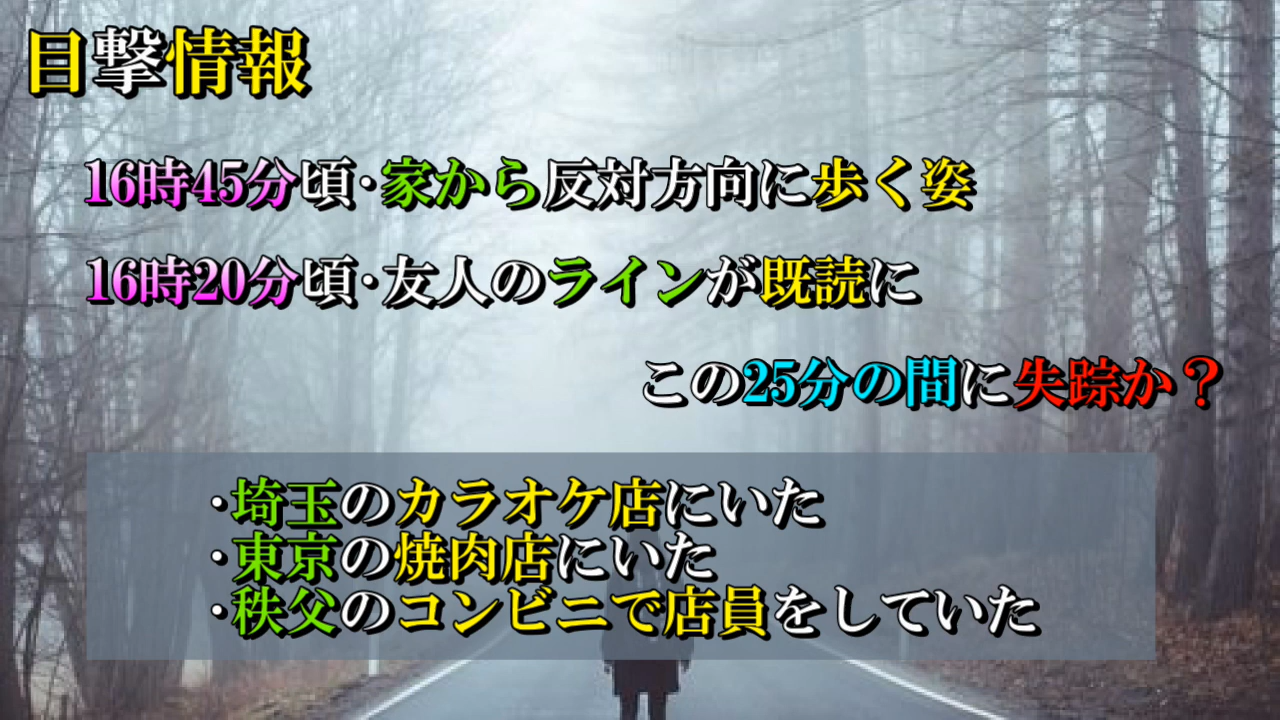 目撃情報
16時45分頃・家から反対方向に歩く姿
16時20分頃・友人のラインが既読に
この25分の間に失踪か？
・埼玉のカラオケ店にいた
・東京の焼肉店にいた
・秩父のコンビニで店員をしていた